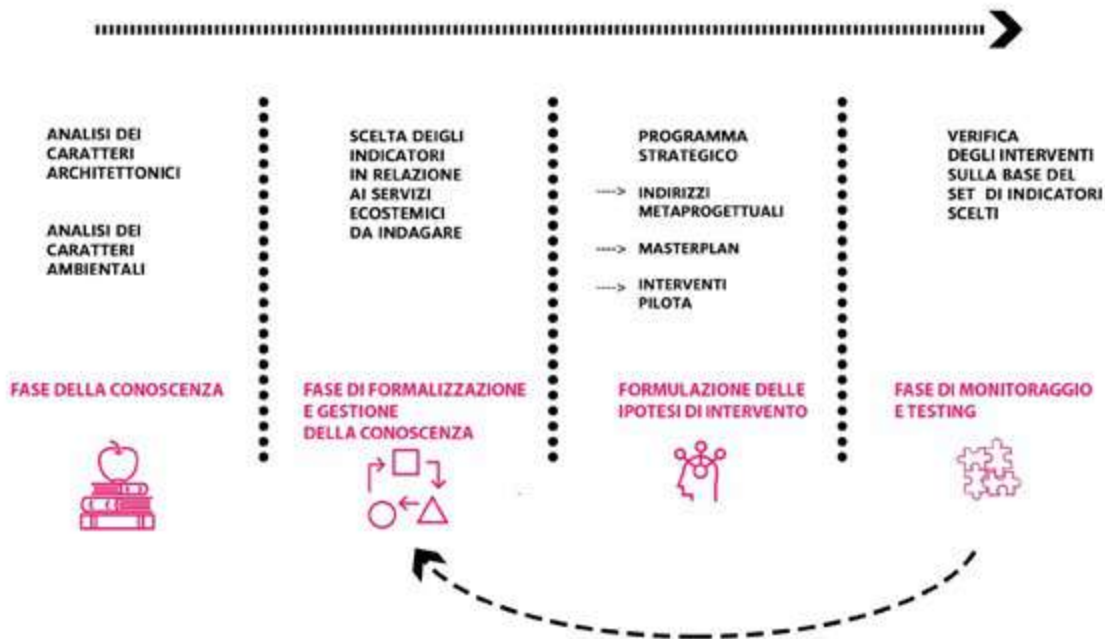 ANALISI DEI
CARATTERI
ARCHITETTONICI
ANALISI DEI
CARATTERI
AMBIENTALI
FASE DELLA CONOSCENZA
SCELTA DEIGLI
INDICATORI
IN RELAZIONE
AI SERVIZI
ECOSTEMICI
DA INDAGARE
FASE DI FORMALIZZAZIONE
E GESTIONE
DELLA CONOSCENZA
PROGRAMMA
STRATEGICO
----> INDIRIZZI
METAPROGETTUALI
----> MASTERPLAN
----> INTERVENTI
PILOTA
FORMULAZIONE DELLE
IPOTESI DI INTERVENTO
VERIFICA
DEGLI INTERVENTI
SULLA BASE DEL
SET DI INDICATORI
SCELTI
FASE DI MONITORAGGIO
E TESTING